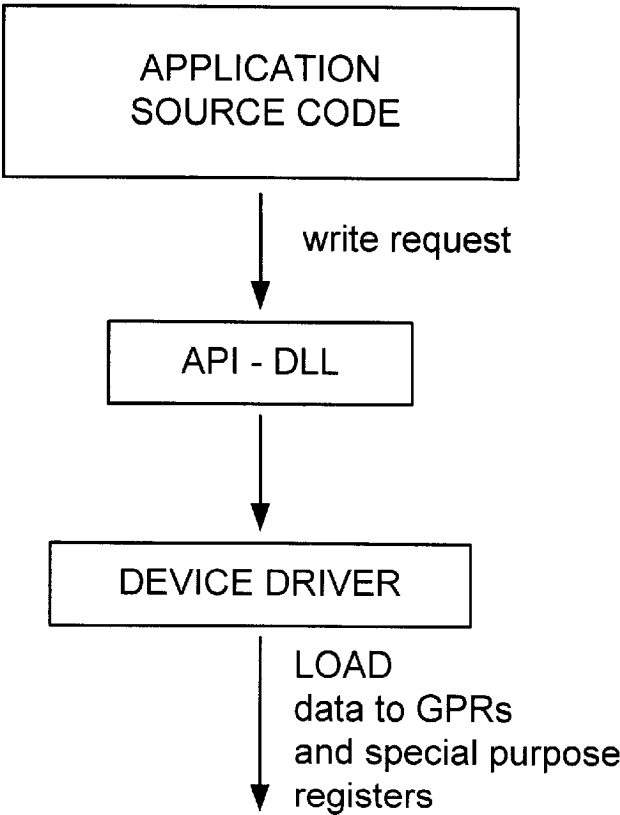 APPLICATION
SOURCE CODE
write request
API - DLL
DEVICE DRIVER
LOAD
data to GPRs
and special purpose
registers